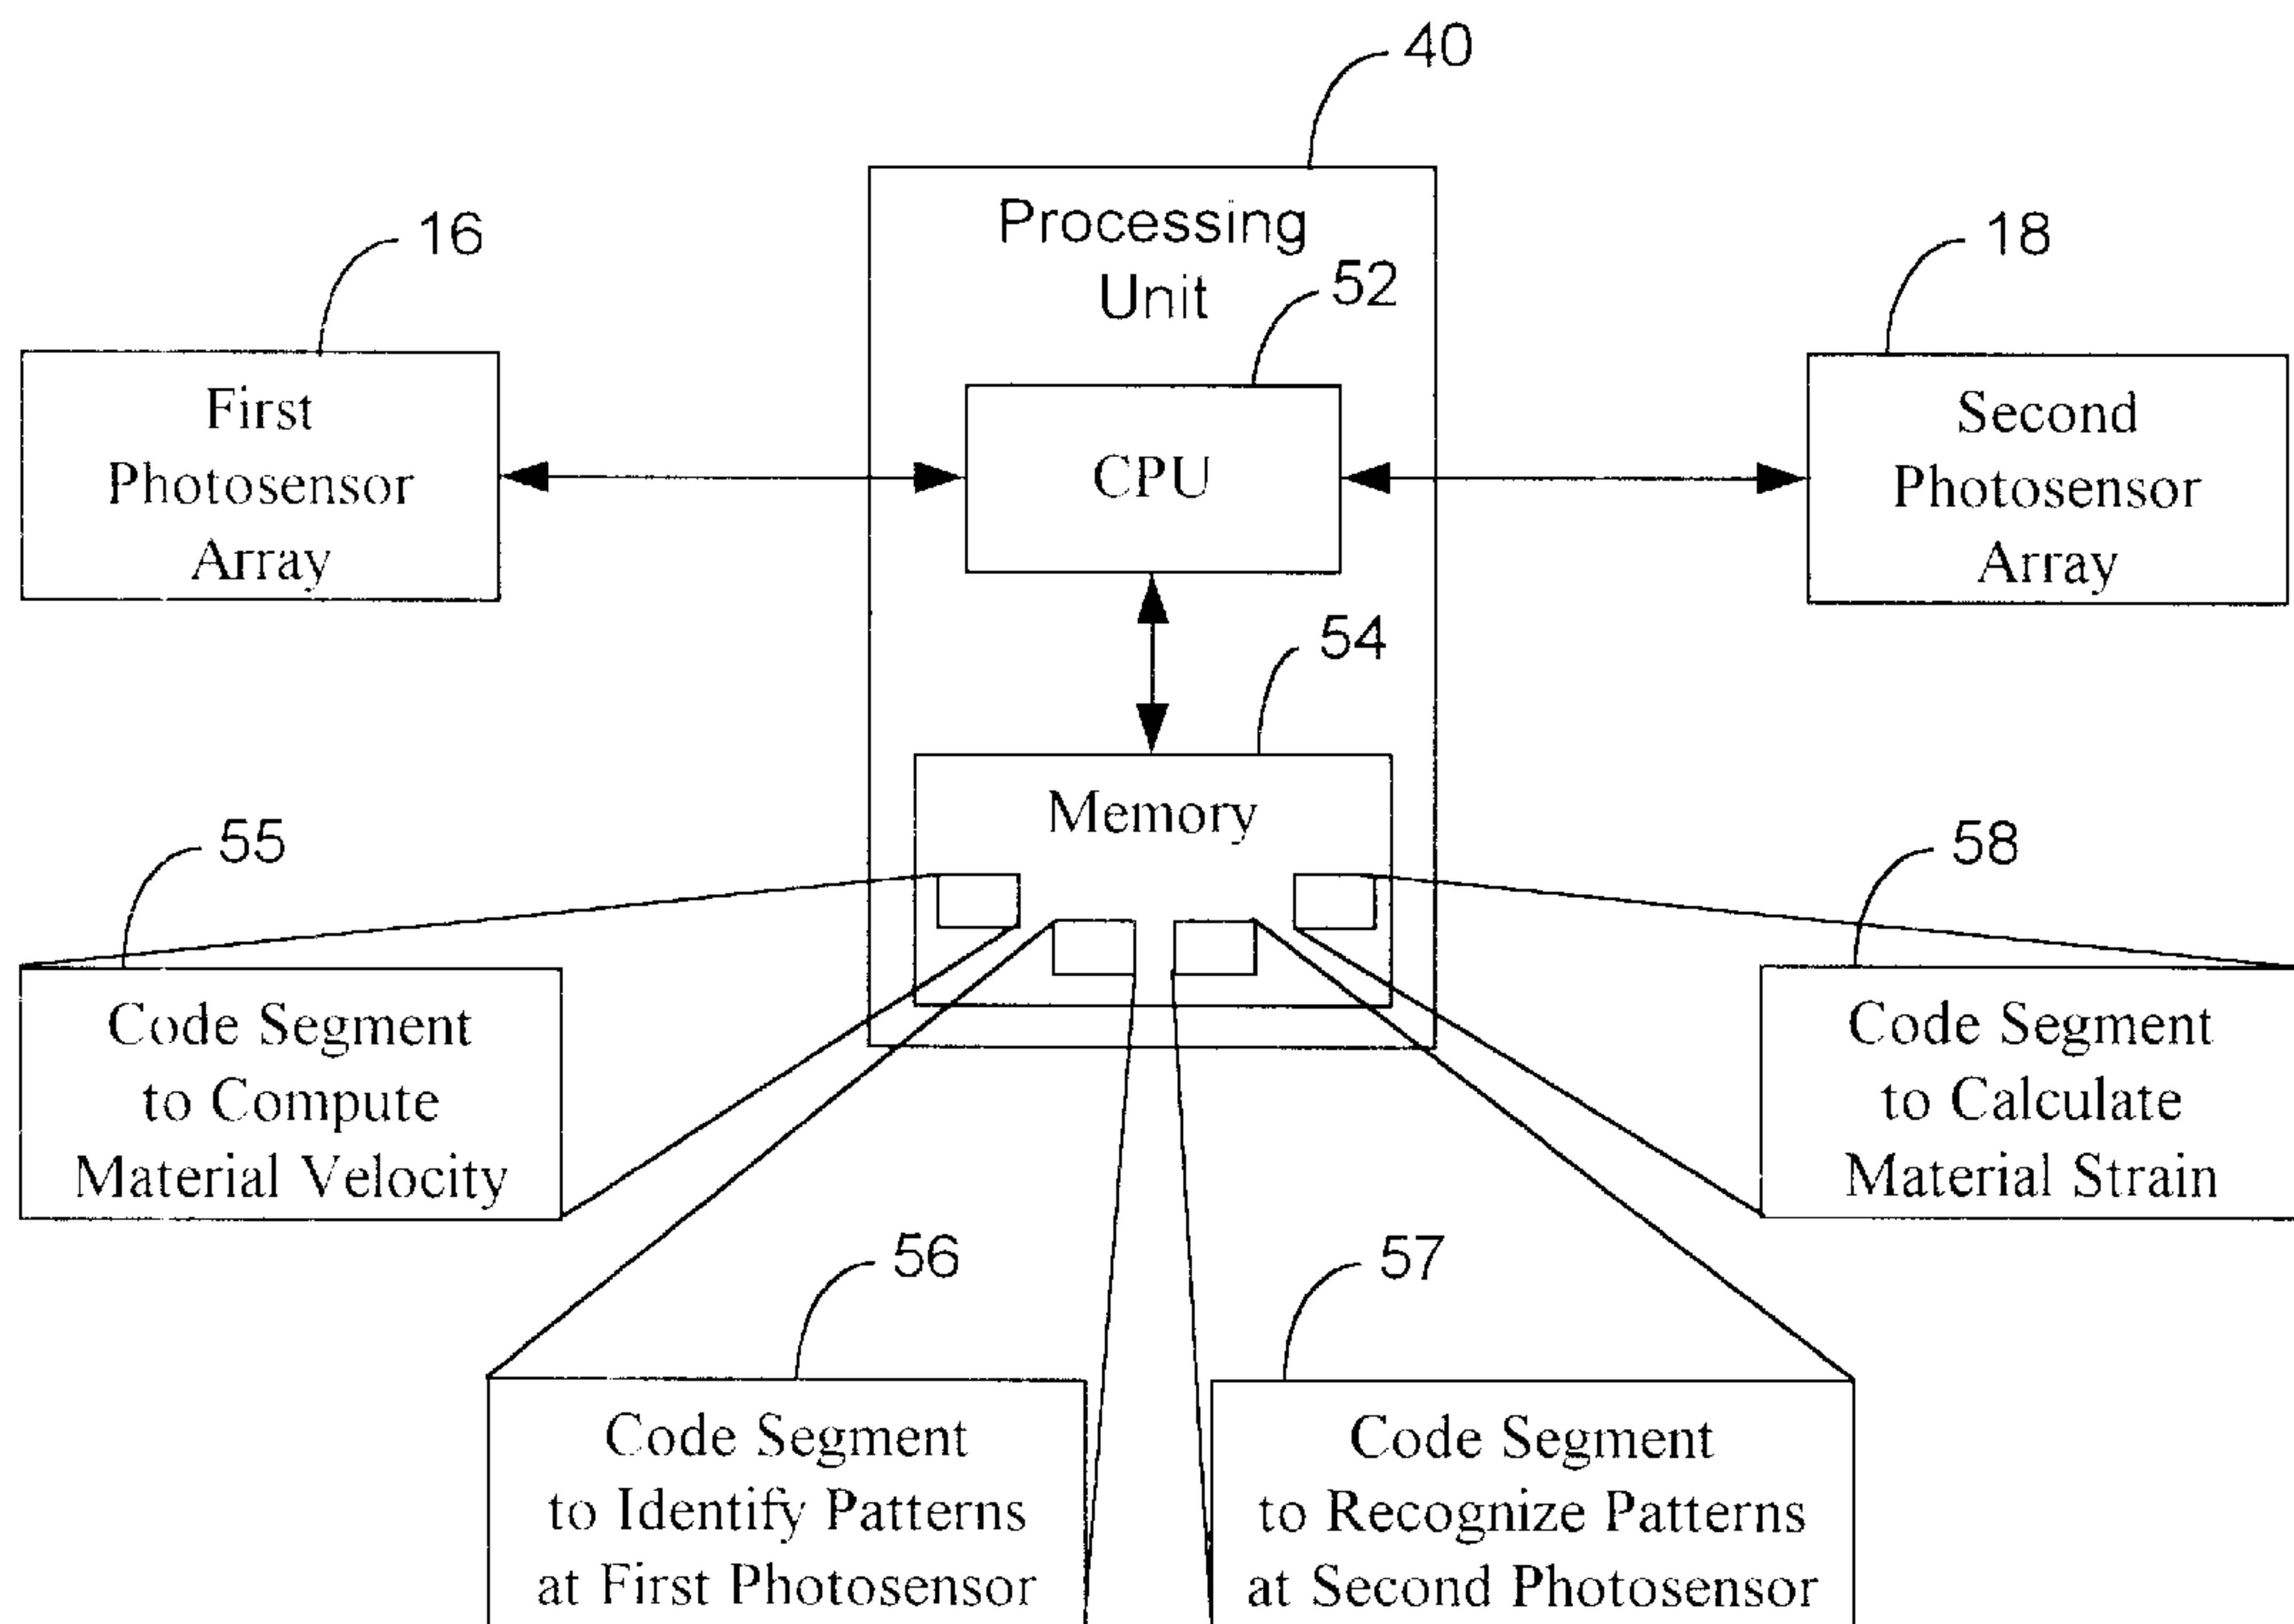 40
16
Processing
Unit
18
52
First
Photosensor
Array
CPU
Second
Photosensor
Array
54
Memory
55
58
Code Segment
to Compute
Material Velocity
Code Segment
to Calculate
Material Strain
56
57
Code Segment
to Identify Patterns
at First Photosensor
Code Segment
to Recognize Patterns
at Second Photosensor